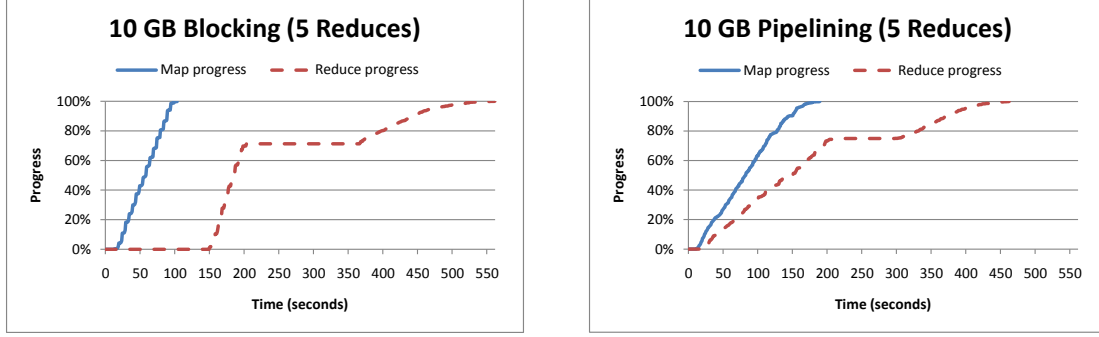 10 GB Blocking (5 Reduces)
Map progress Reduce progress
100%
80%
60%
40%
20%
0%
Progress
0 50 100 150 200 250 300 350 400 450 500 550
Time (seconds)
10 GB Pipelining (5 Reduces)
Map progress Reduce progress
100%
80%
60%
40%
20%
0%
Progress
0 50 100 150 200 250 300 350 400 450 500 550
Time (seconds)